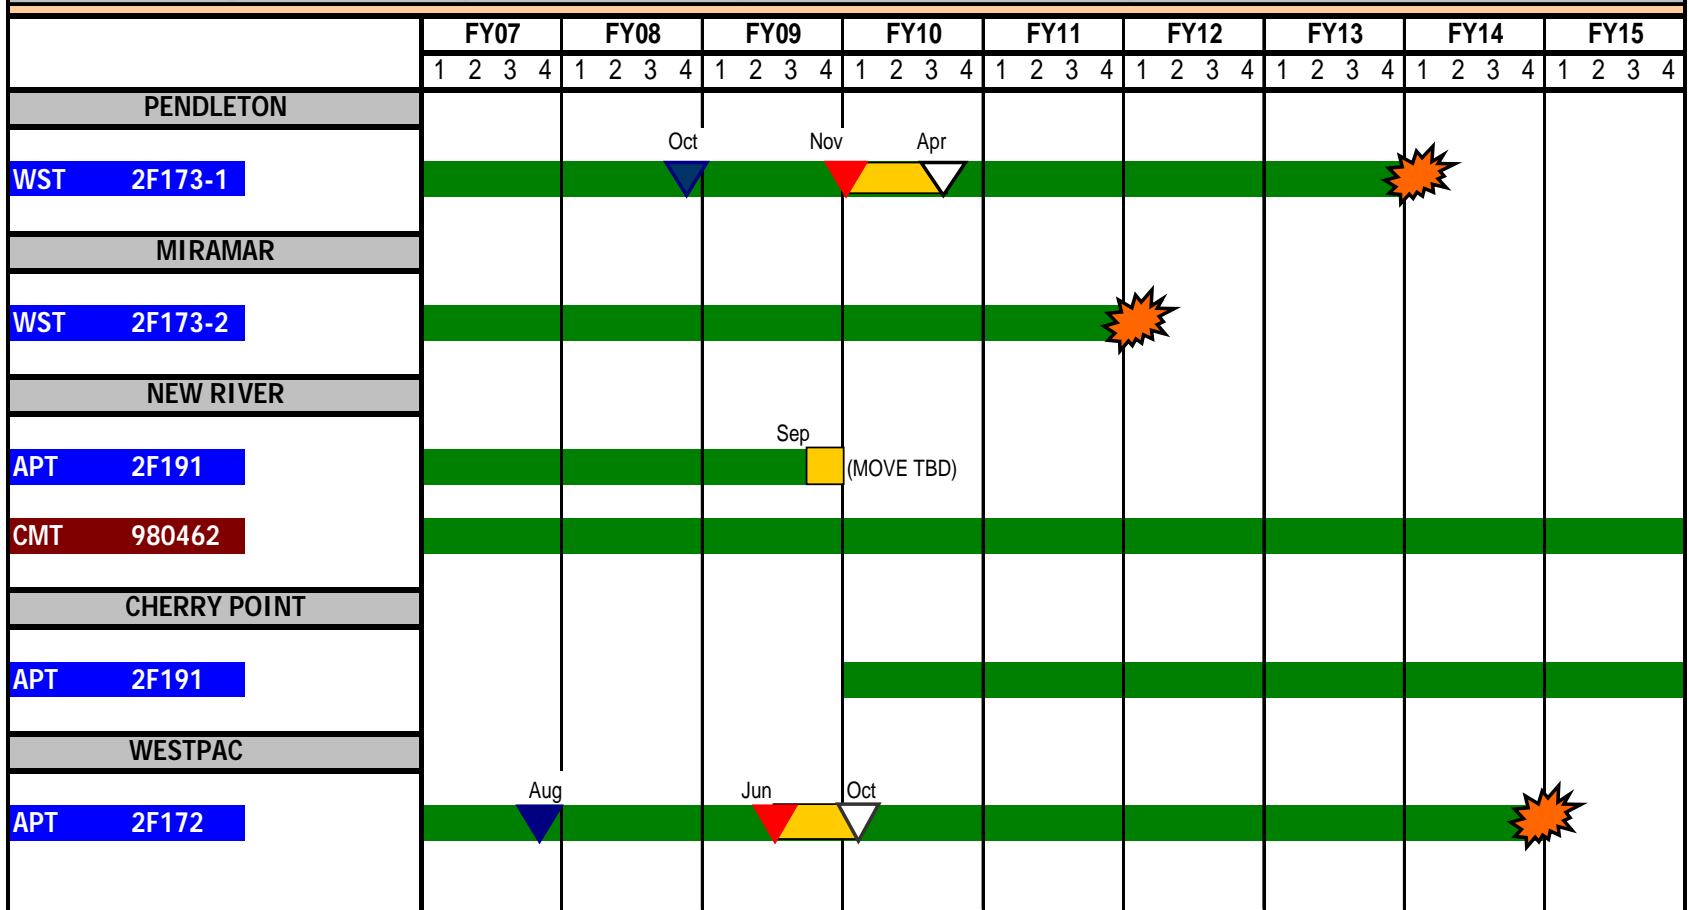 FY07 FY08 FY09 FY10 FY11 FY12 FY13 FY14 FY15
1 2 3 4 1 2 3 4 1 2 3 4 1 2 3 4 1 2 3 4 1 2 3 4 1 2 3 4 1 2 3 4 1 2 3 4
PENDLETON
Oct Nov Apr
WST 2F173-1
MIRAMAR
WST 2F173-2
NEW RIVER
Sep
APT 2F191 (MOVE TBD)
CMT 980462
CHERRY POINT
APT 2F191
WESTPAC
Aug Jun Oct
APT 2F172